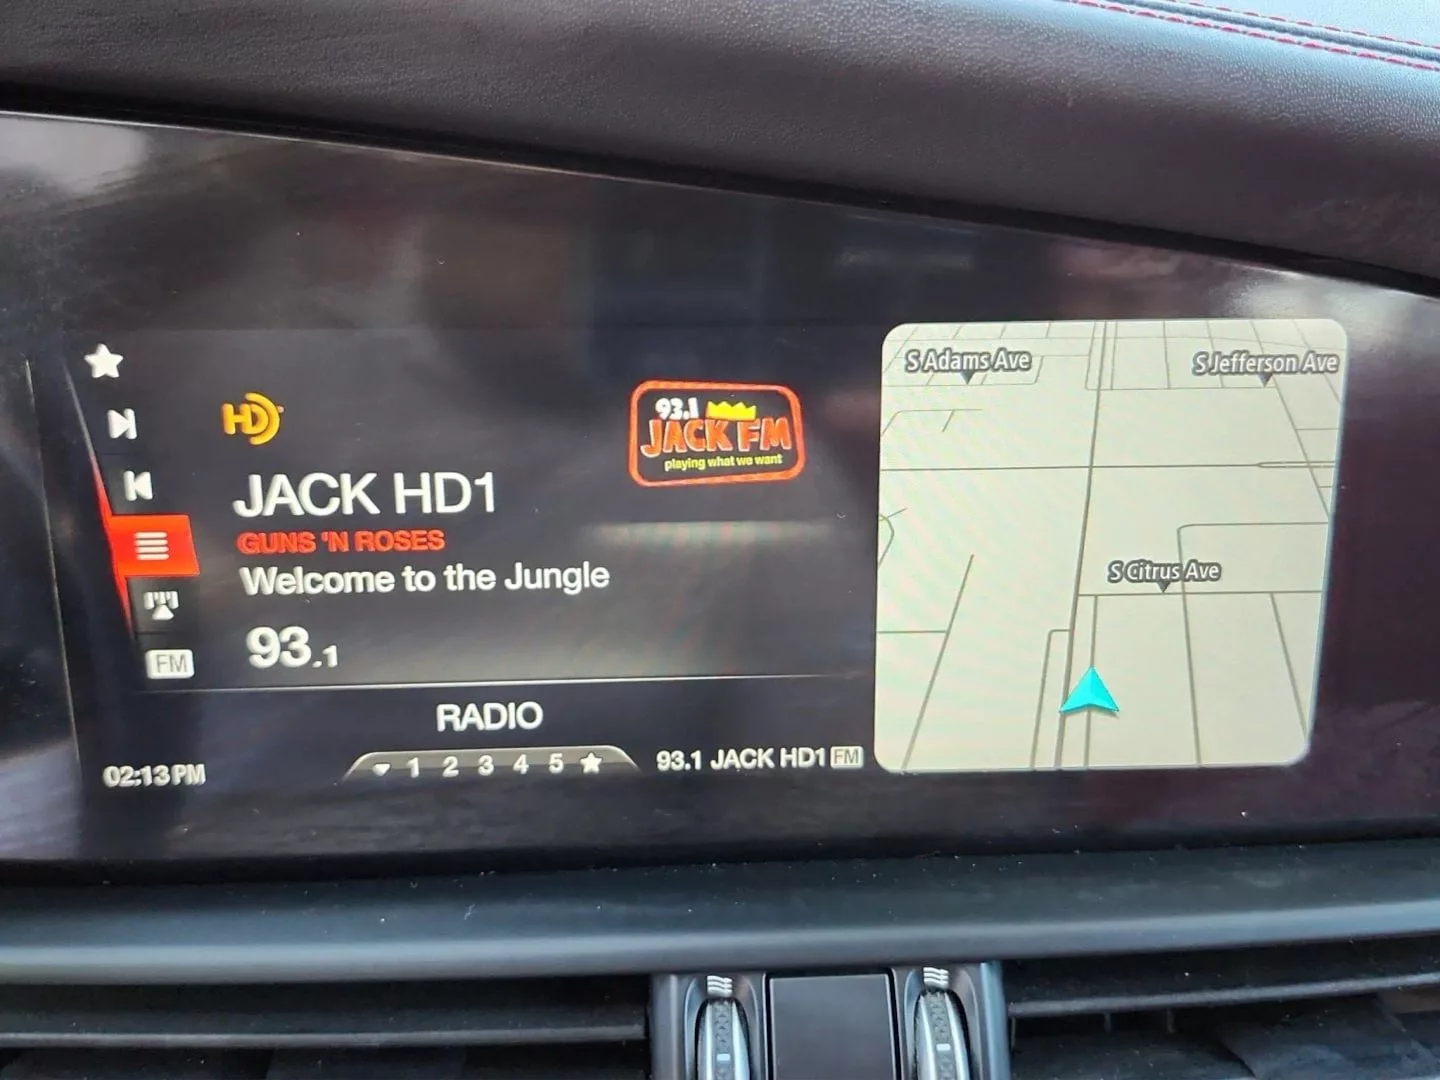 HD
JACK HD1
GUNS 'N ROSES
Welcome to the Jungle
93.1
FM
93.1
JACK FM
playing what we want
RADIO
02:13 PM
1 2 3 4 5
93.1 JACK HD1 FM
S Adams Ave
S Jefferson Ave
S Citrus Ave